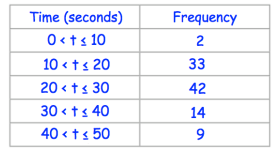 Time (seconds) Frequency
0 < t ≤ 10 2
10 < t ≤ 20 33
20 < t ≤ 30 42
30 < t ≤ 40 14
40 < t ≤ 50 9